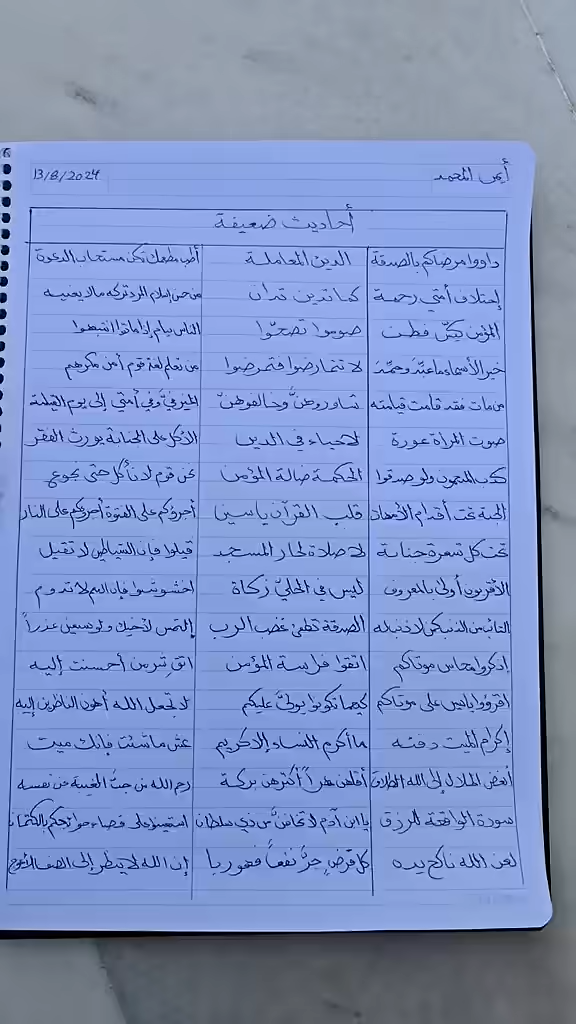 أيمن المحمد 13/8/2024
أحاديث ضعيفة
داووا مرضاكم بالصدقة الدين المعاملة أطب مطعمك تكن مستجاب الدعوة
إختلاف أمتي رحمة كما تدين تدان من حسن إسلام المرء تركه ما لا يعنيه
المؤمن كيّس فطن صوموا تصحّوا الناس نيام إذا ماتوا انتبهوا
خير الأسماء ما عبّد وحمّد لا تتمارضوا فتمرضوا من تعلم لغة قوم أمن مكرهم
من مات فقد قامت قيامته شاوروهنّ وخالفوهنّ الخير فيّ وفي أمتي إلى يوم القيامة
صوت المرأة عورة لا حياء في الدين الأكل على الجنابة يورث الفقر
كذب المنجمون ولو صدقوا الحكمة ضالة المؤمن نحن قوم لا نأكل حتى نجوع
الجنة تحت أقدام الأمهات قلب القرآن ياسين أجرؤكم على الفتوة أجرؤكم على النار
تحت كل شعرة جنابة لا صلاة لجار المسجد قيلوا فإن الشياطين لا تقيل
الأقربون أولى بالمعروف ليس في الحليّ زكاة اخشوشنوا فإن النعم لا تدوم
التائب من الذنب كمن لا ذنب له الصدقة تطفئ غضب الرب إلتمس لأخيك ولو سبعين عذراً
إذكروا محاسن موتاكم اتقوا فراسة المؤمن اتق شر من أحسنت إليه
اقرؤوا ياسين على موتاكم كيفما تكونوا يولّى عليكم لا تجعل الله أهون الناظرين إليه
إكرام الميت دفنه ما أكرم النساء إلا كريم عش ما شئت فإنك ميت
أبغض الحلال إلى الله الطلاق أقلهن مهراً أكثرهن بركة رحم الله من جبّ الغيبة عن نفسه
سورة الواقعة للرزق يا ابن آدم لا تخافنّ من ذي سلطان استعينوا على قضاء حوائجكم بالكتمان
لعن الله ناكح يده كل قرضٍ جرّ نفعاً فهو ربا إن الله لا ينظر إلى الصف الأعوج